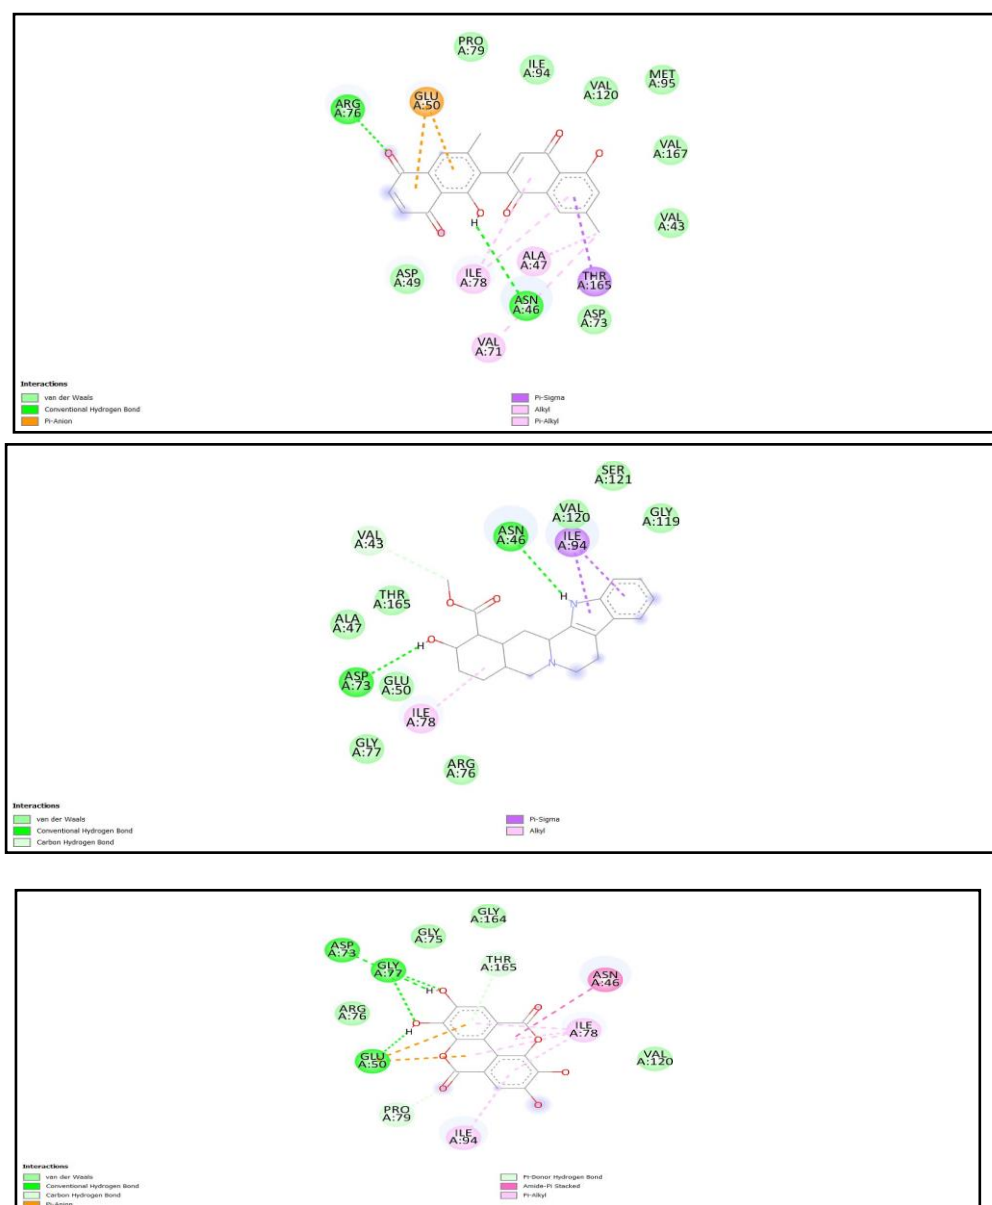 PRO
A:79
ILE
A:94
VAL
A:120
MET
A:95
ARG
A:76
GLU
A:50
O
O
O
OH
VAL
A:167
O
O
H
O
VAL
A:43
ASP
A:49
ILE
A:78
ALA
A:47
THR
A:165
ASN
A:46
ASP
A:73
VAL
A:71
Interactions
van der Waals
Conventional Hydrogen Bond
Pi-Anion
Pi-Sigma
Alkyl
Pi-Alkyl
SER
A:121
VAL
A:120
GLY
A:119
ASN
A:46
ILE
A:94
VAL
A:43
THR
A:165
ALA
A:47
O
O
H
N
H
O
N
ASP
A:73
GLU
A:50
ILE
A:78
GLY
A:77
ARG
A:76
Interactions
van der Waals
Conventional Hydrogen Bond
Carbon Hydrogen Bond
Pi-Sigma
Alkyl
GLY
A:164
GLY
A:75
ASP
A:73
GLY
A:77
THR
A:165
ASN
A:46
H
O
O
ARG
A:76
O
H
O
ILE
A:78
GLU
A:50
O
VAL
A:120
O
O
O
PRO
A:79
ILE
A:94
Interactions
van der Waals
Conventional Hydrogen Bond
Carbon Hydrogen Bond
Pi-Anion
Pi-Donor Hydrogen Bond
Amide-Pi Stacked
Pi-Alkyl